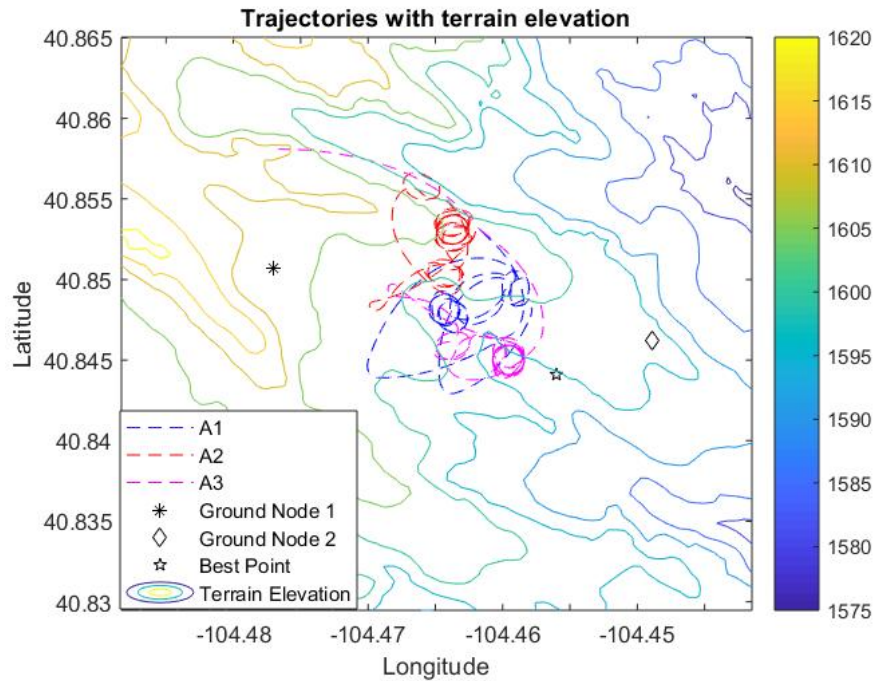 Trajectories with terrain elevation
40.865
40.86
40.855
40.85
40.845
40.84
40.835
40.83
Latitude
-104.48
-104.47
-104.46
-104.45
Longitude
A1
A2
A3
Ground Node 1
Ground Node 2
Best Point
Terrain Elevation
1620
1615
1610
1605
1600
1595
1590
1585
1580
1575